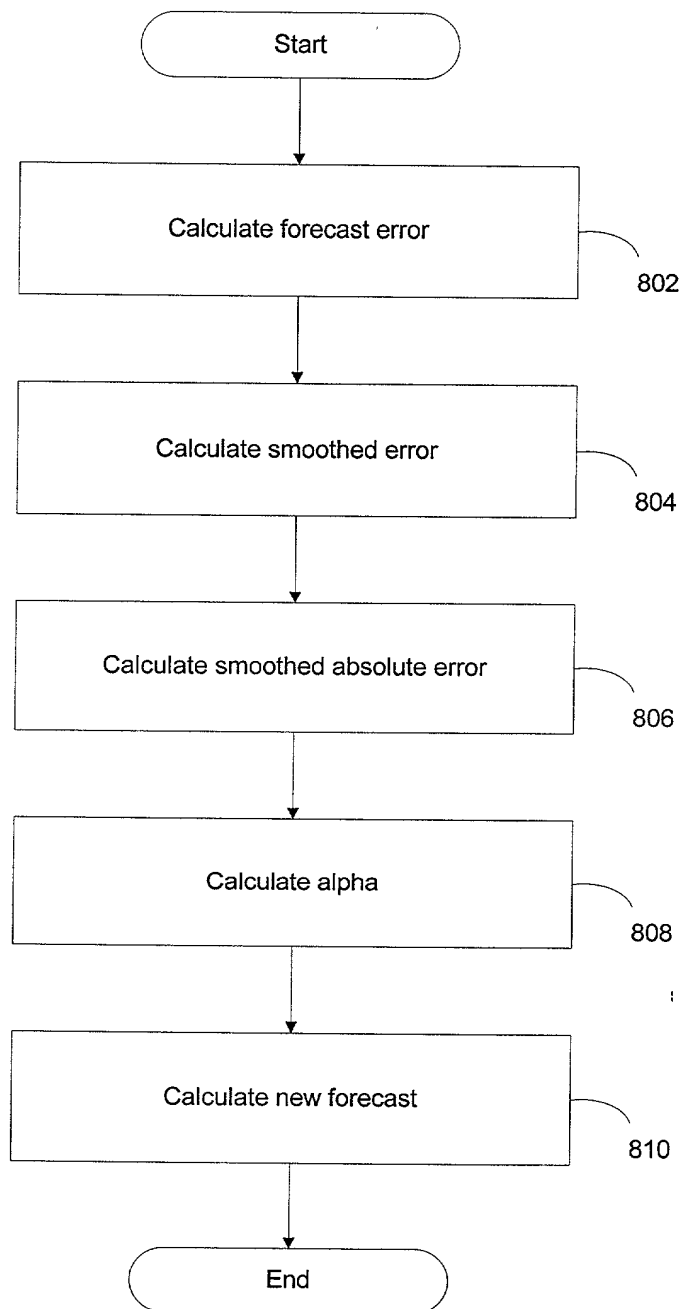 Start
Calculate forecast error
802
Calculate smoothed error
804
Calculate smoothed absolute error
806
Calculate alpha
808
Calculate new forecast
810
End